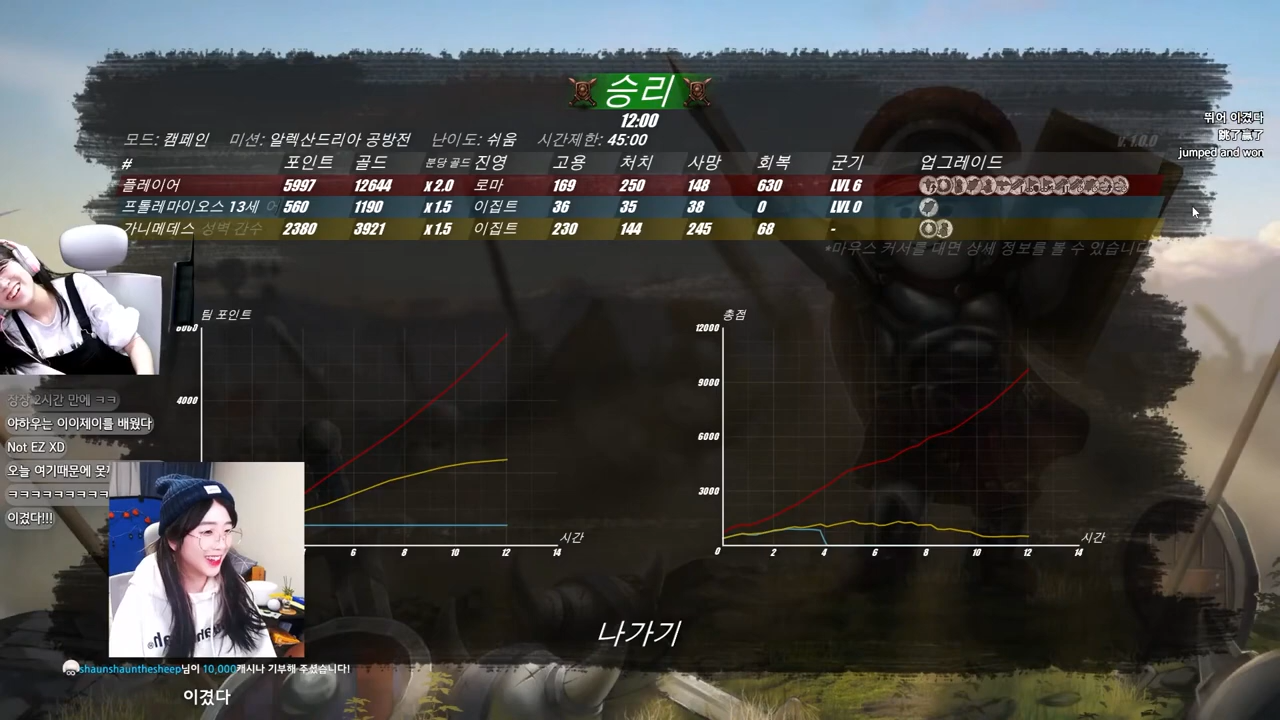 승리
12:00
모드: 캠페인 미션: 알렉산드리아 공방전 난이도: 쉬움 시간제한: 45:00
v. 1.0.0
# 포인트 골드 분당 골드 진영 고용 처치 사망 회복 군기 업그레이드
플레이어 5997 12644 x 2.0 로마 169 250 148 630 LVL 6
프톨레마이오스 13세 560 1190 x 1.5 이집트 36 35 38 0 LVL 0
가니메데스 성벽 간수 2380 3921 x 1.5 이집트 230 144 245 68 -
*마우스 커서를 대면 상세 정보를 볼 수 있습니다
뛰어 이겼다
跳了赢了
jumped and won
팀 포인트
4000
6 8 10 12 14
시간
총점
12000
9000
6000
3000
0 2 4 6 8 10 12 14
시간
나가기
장장 2시간 만에 ㅋㅋ
야하우는 이이제이를 배웠다
Not EZ XD
오늘 여기때문에
ㅋㅋㅋㅋㅋㅋㅋㅋㅋ
이겼다!!!
shaunshaunthesheep님이 10,000캐시나 기부해 주셨습니다!
이겼다